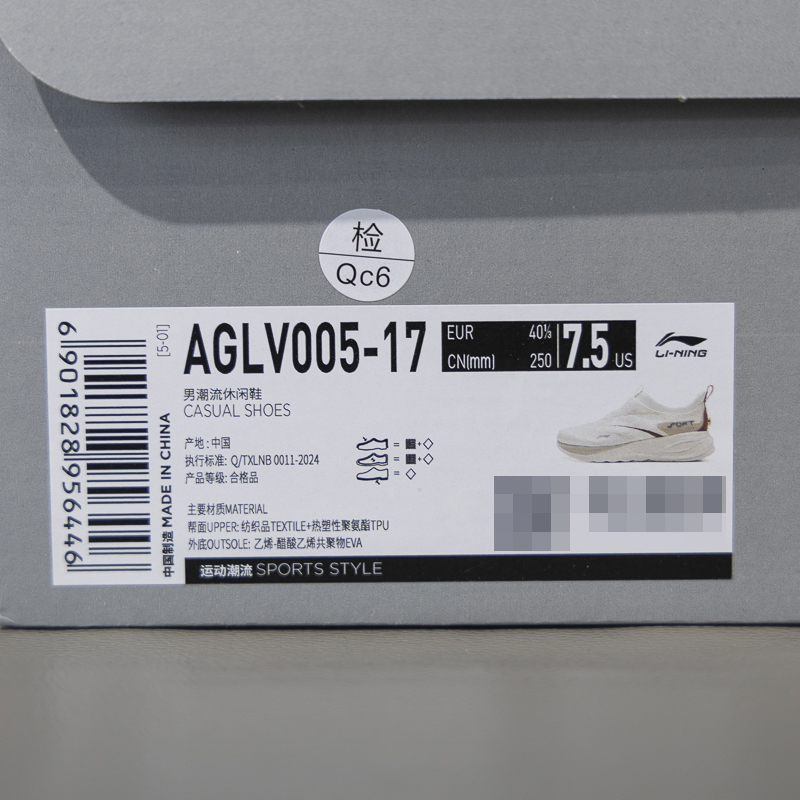 检
Qc6
6901828956446
[5-01]
中国制造 MADE IN CHINA
AGLV005-17
EUR 40⅓
CN(mm) 250
7.5 US
LI-NING
男潮流休闲鞋
CASUAL SHOES
产地: 中国
执行标准: Q/TXLNB 0011-2024
产品等级: 合格品
主要材质MATERIAL
帮面UPPER: 纺织品TEXTILE+热塑性聚氨酯TPU
外底OUTSOLE: 乙烯-醋酸乙烯共聚物EVA
运动潮流 SPORTS STYLE